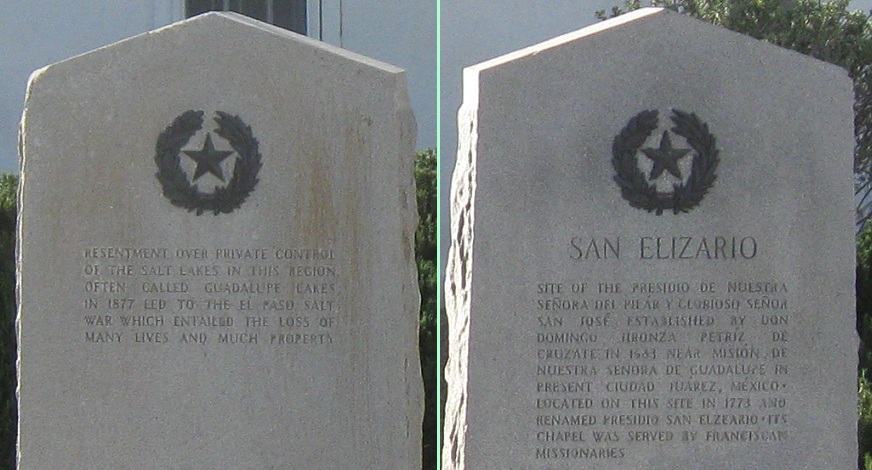 RESENTMENT OVER PRIVATE CONTROL
OF THE SALT LAKES IN THIS REGION,
OFTEN CALLED GUADALUPE LAKES
IN 1877 LED TO THE EL PASO SALT
WAR WHICH ENTAILED THE LOSS OF
MANY LIVES AND MUCH PROPERTY
SAN ELIZARIO
SITE OF THE PRESIDIO DE NUESTRA
SEÑORA DEL PILAR Y GLORIOSO SEÑOR
SAN JOSÉ, ESTABLISHED BY DON
DOMINGO JIRONZA PETRIZ DE
CRUZATE IN 1683 NEAR MISIÓN DE
NUESTRA SEÑORA DE GUADALUPE IN
PRESENT CIUDAD JUÁREZ, MÉXICO •
LOCATED ON THIS SITE IN 1773 AND
RENAMED PRESIDIO SAN ELZEARIO • ITS
CHAPEL WAS SERVED BY FRANCISCAN
MISSIONARIES